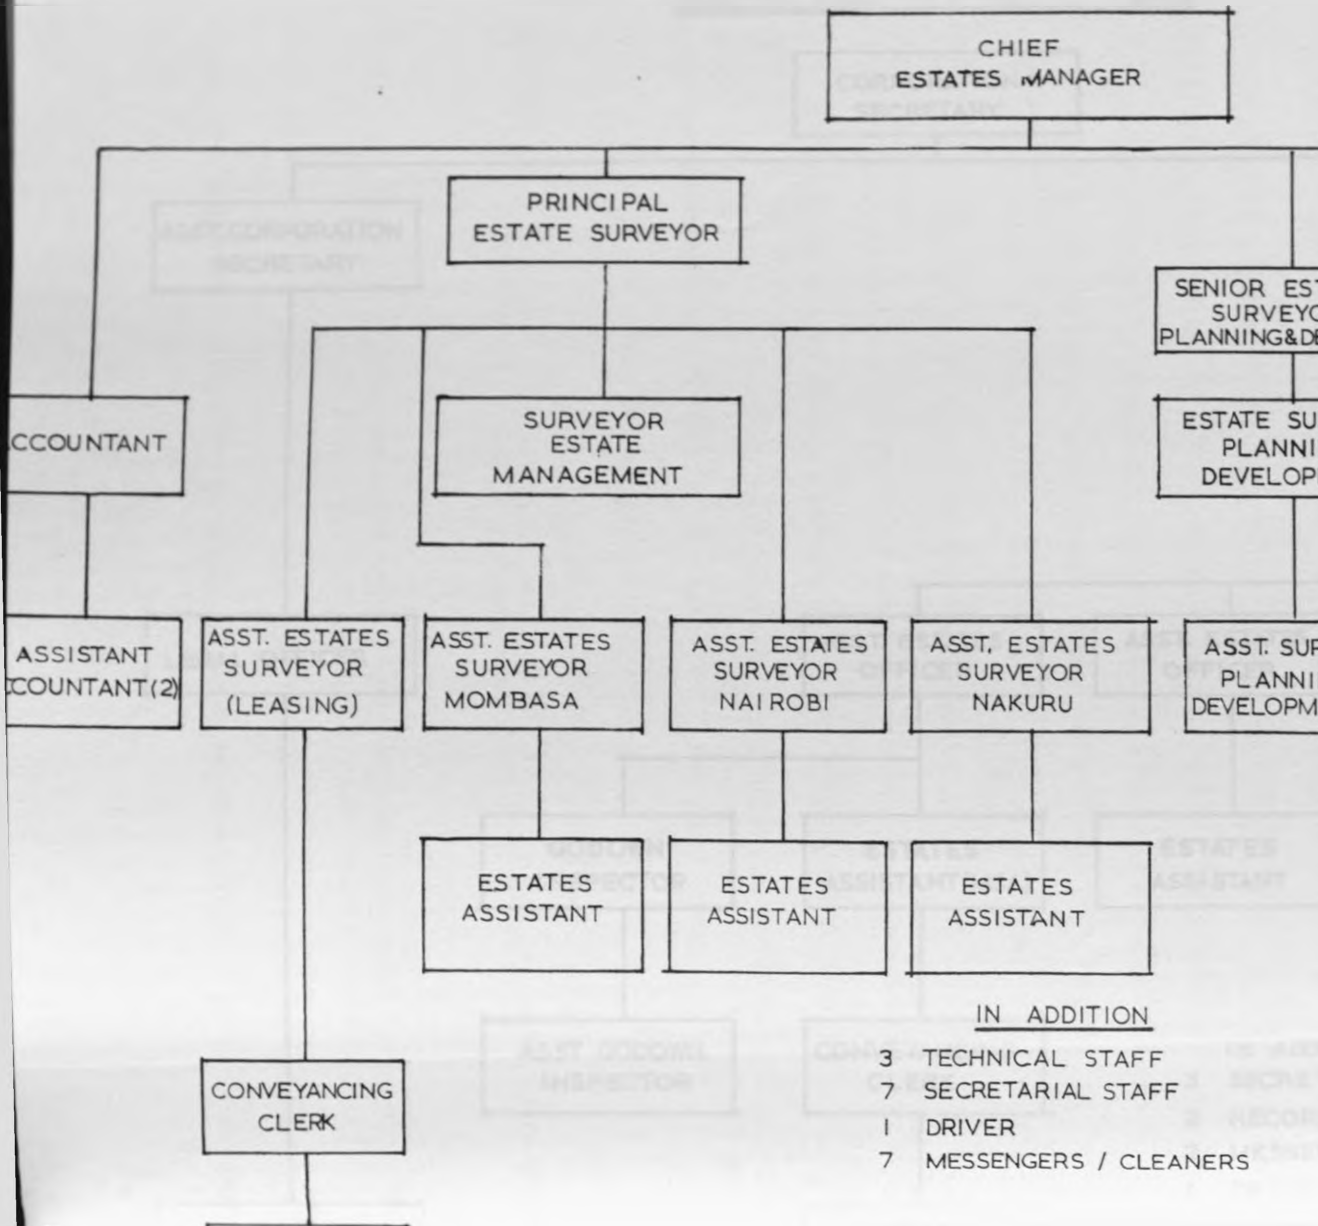 CHIEF
ESTATES MANAGER
PRINCIPAL
ESTATE SURVEYOR
SENIOR EST
SURVEYO
PLANNING&DE
CCOUNTANT
SURVEYOR
ESTATE
MANAGEMENT
ESTATE SU
PLANNI
DEVELOP
ASSISTANT
CCOUNTANT(2)
ASST. ESTATES
SURVEYOR
(LEASING)
ASST. ESTATES
SURVEYOR
MOMBASA
ASST. ESTATES
SURVEYOR
NAIROBI
ASST. ESTATES
SURVEYOR
NAKURU
ASST. SUR
PLANNI
DEVELOPM
ESTATES
ASSISTANT
ESTATES
ASSISTANT
ESTATES
ASSISTANT
CONVEYANCING
CLERK
IN ADDITION
3 TECHNICAL STAFF
7 SECRETARIAL STAFF
1 DRIVER
7 MESSENGERS / CLEANERS